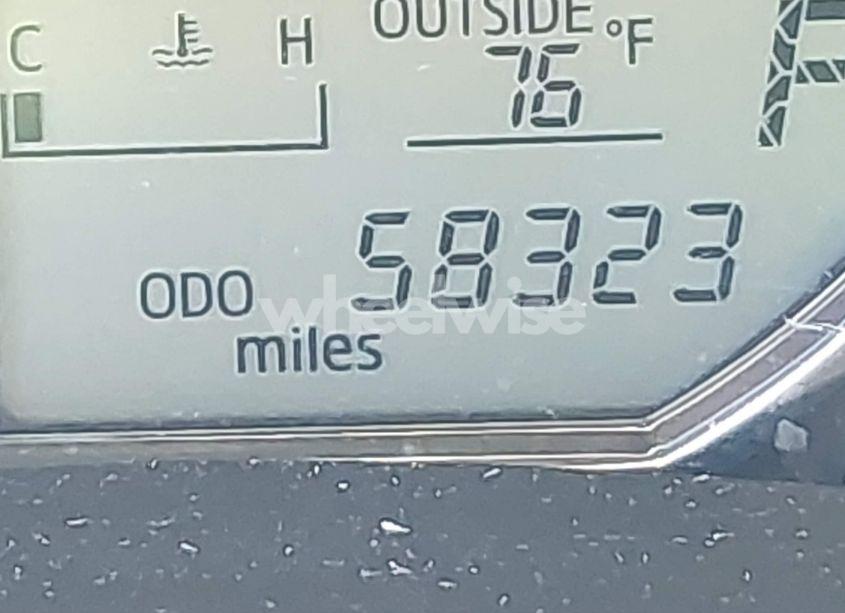 C H OUTSIDE °F
76
ODO 58323
miles
wheelwise